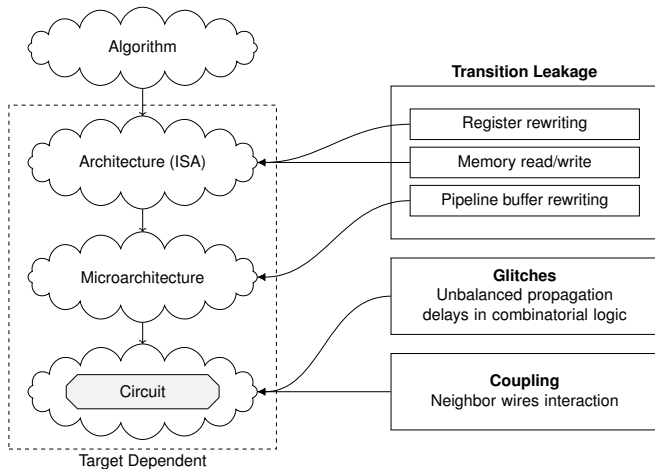 Algorithm
Architecture (ISA)
Microarchitecture
Circuit
Target Dependent
Transition Leakage
Register rewriting
Memory read/write
Pipeline buffer rewriting
Glitches
Unbalanced propagation
delays in combinatorial logic
Coupling
Neighbor wires interaction